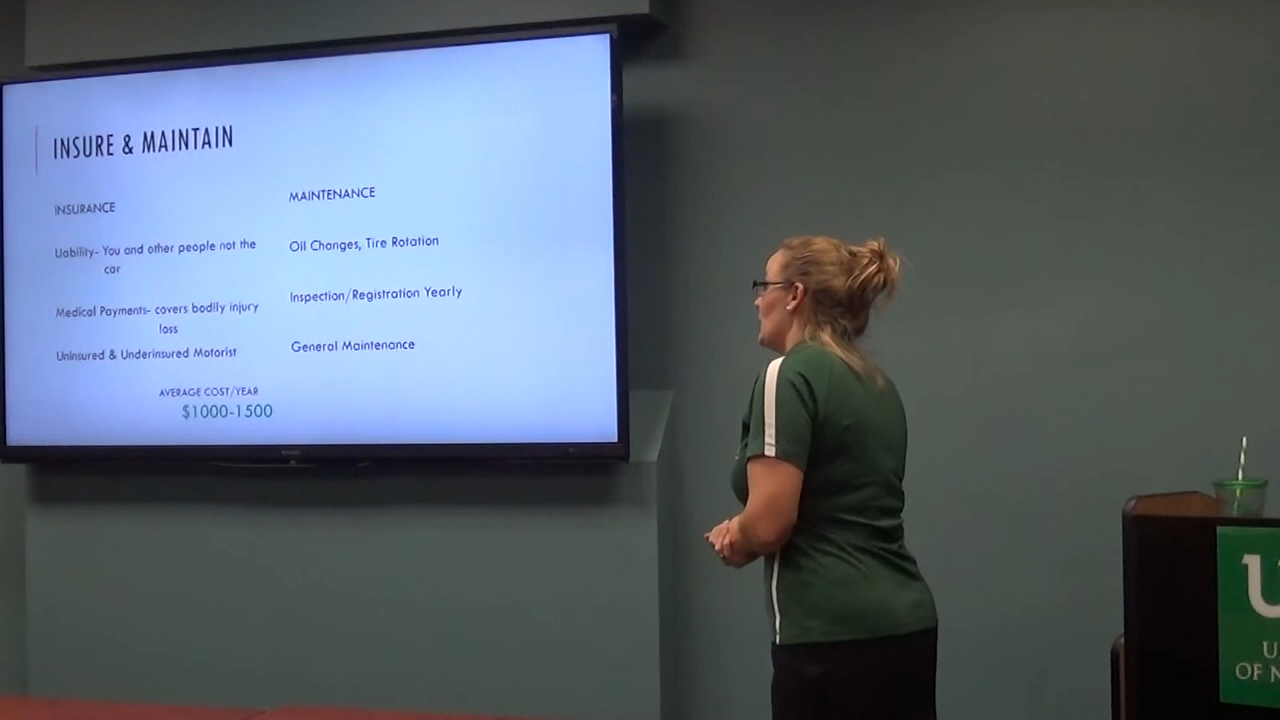 INSURE & MAINTAIN
INSURANCE
Liability- You and other people not the
car
Medical Payments- covers bodily injury
loss
Uninsured & Underinsured Motorist
AVERAGE COST/YEAR
$1000-1500
MAINTENANCE
Oil Changes, Tire Rotation
Inspection/Registration Yearly
General Maintenance
U
OF N